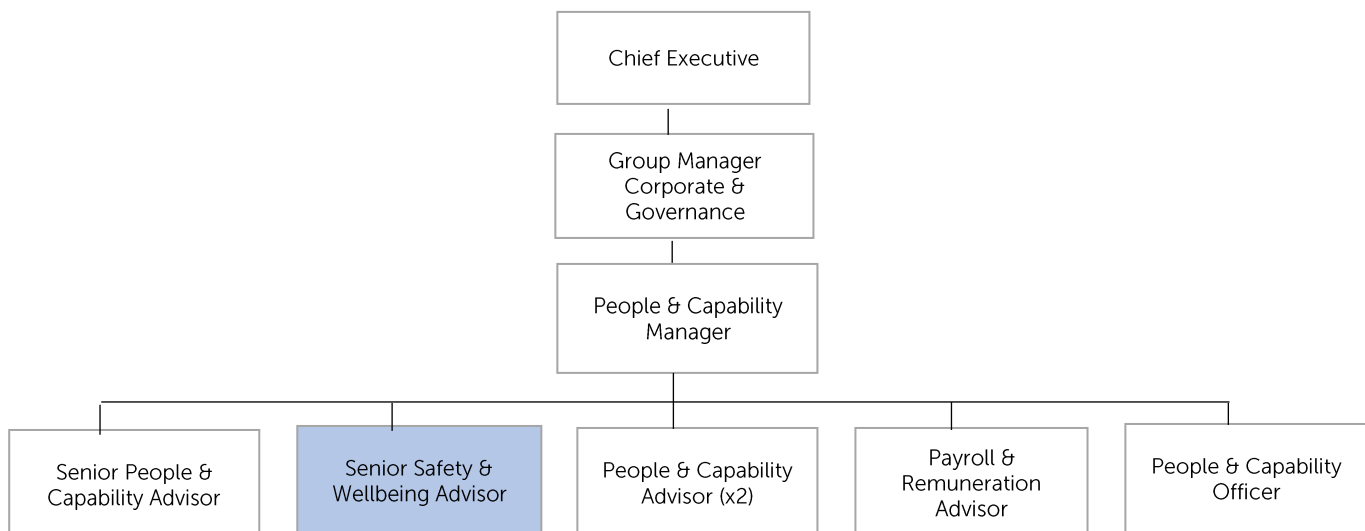 Chief Executive
Group Manager
Corporate &
Governance
People & Capability
Manager
Senior People &
Capability Advisor
Senior Safety &
Wellbeing Advisor
People & Capability
Advisor (x2)
Payroll &
Remuneration
Advisor
People & Capability
Officer